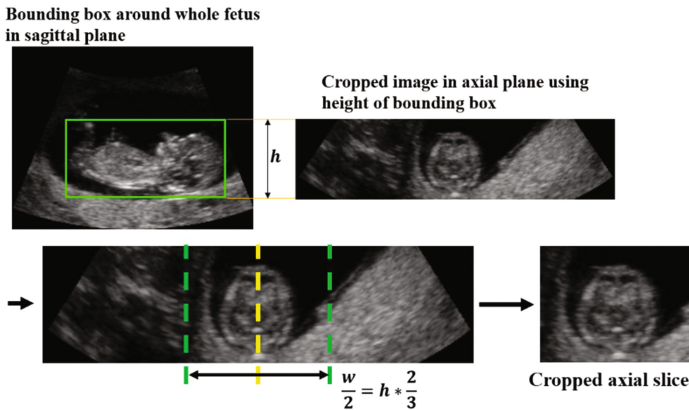 Bounding box around whole fetus
in sagittal plane
Cropped image in axial plane using
height of bounding box
h
w/2 = h * 2/3
Cropped axial slice